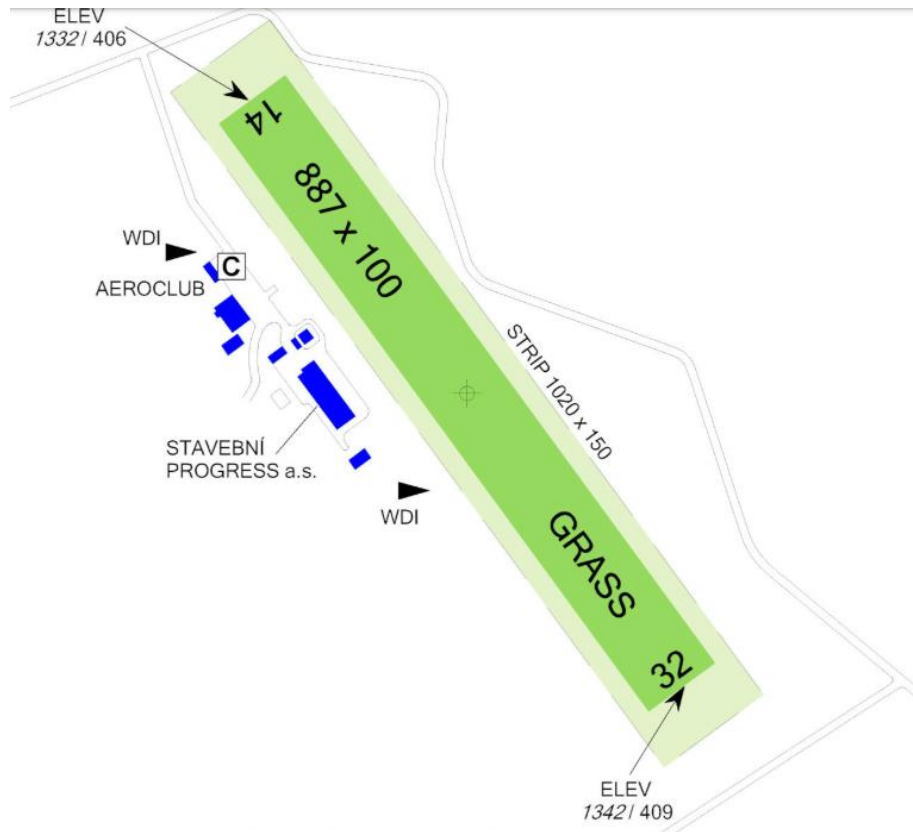 ELEV
1332 / 406
14
887 x 100
WDI
C
AEROCLUB
STRIP 1020 x 150
STAVEBNÍ
PROGRESS a.s.
WDI
GRASS
32
ELEV
1342 / 409